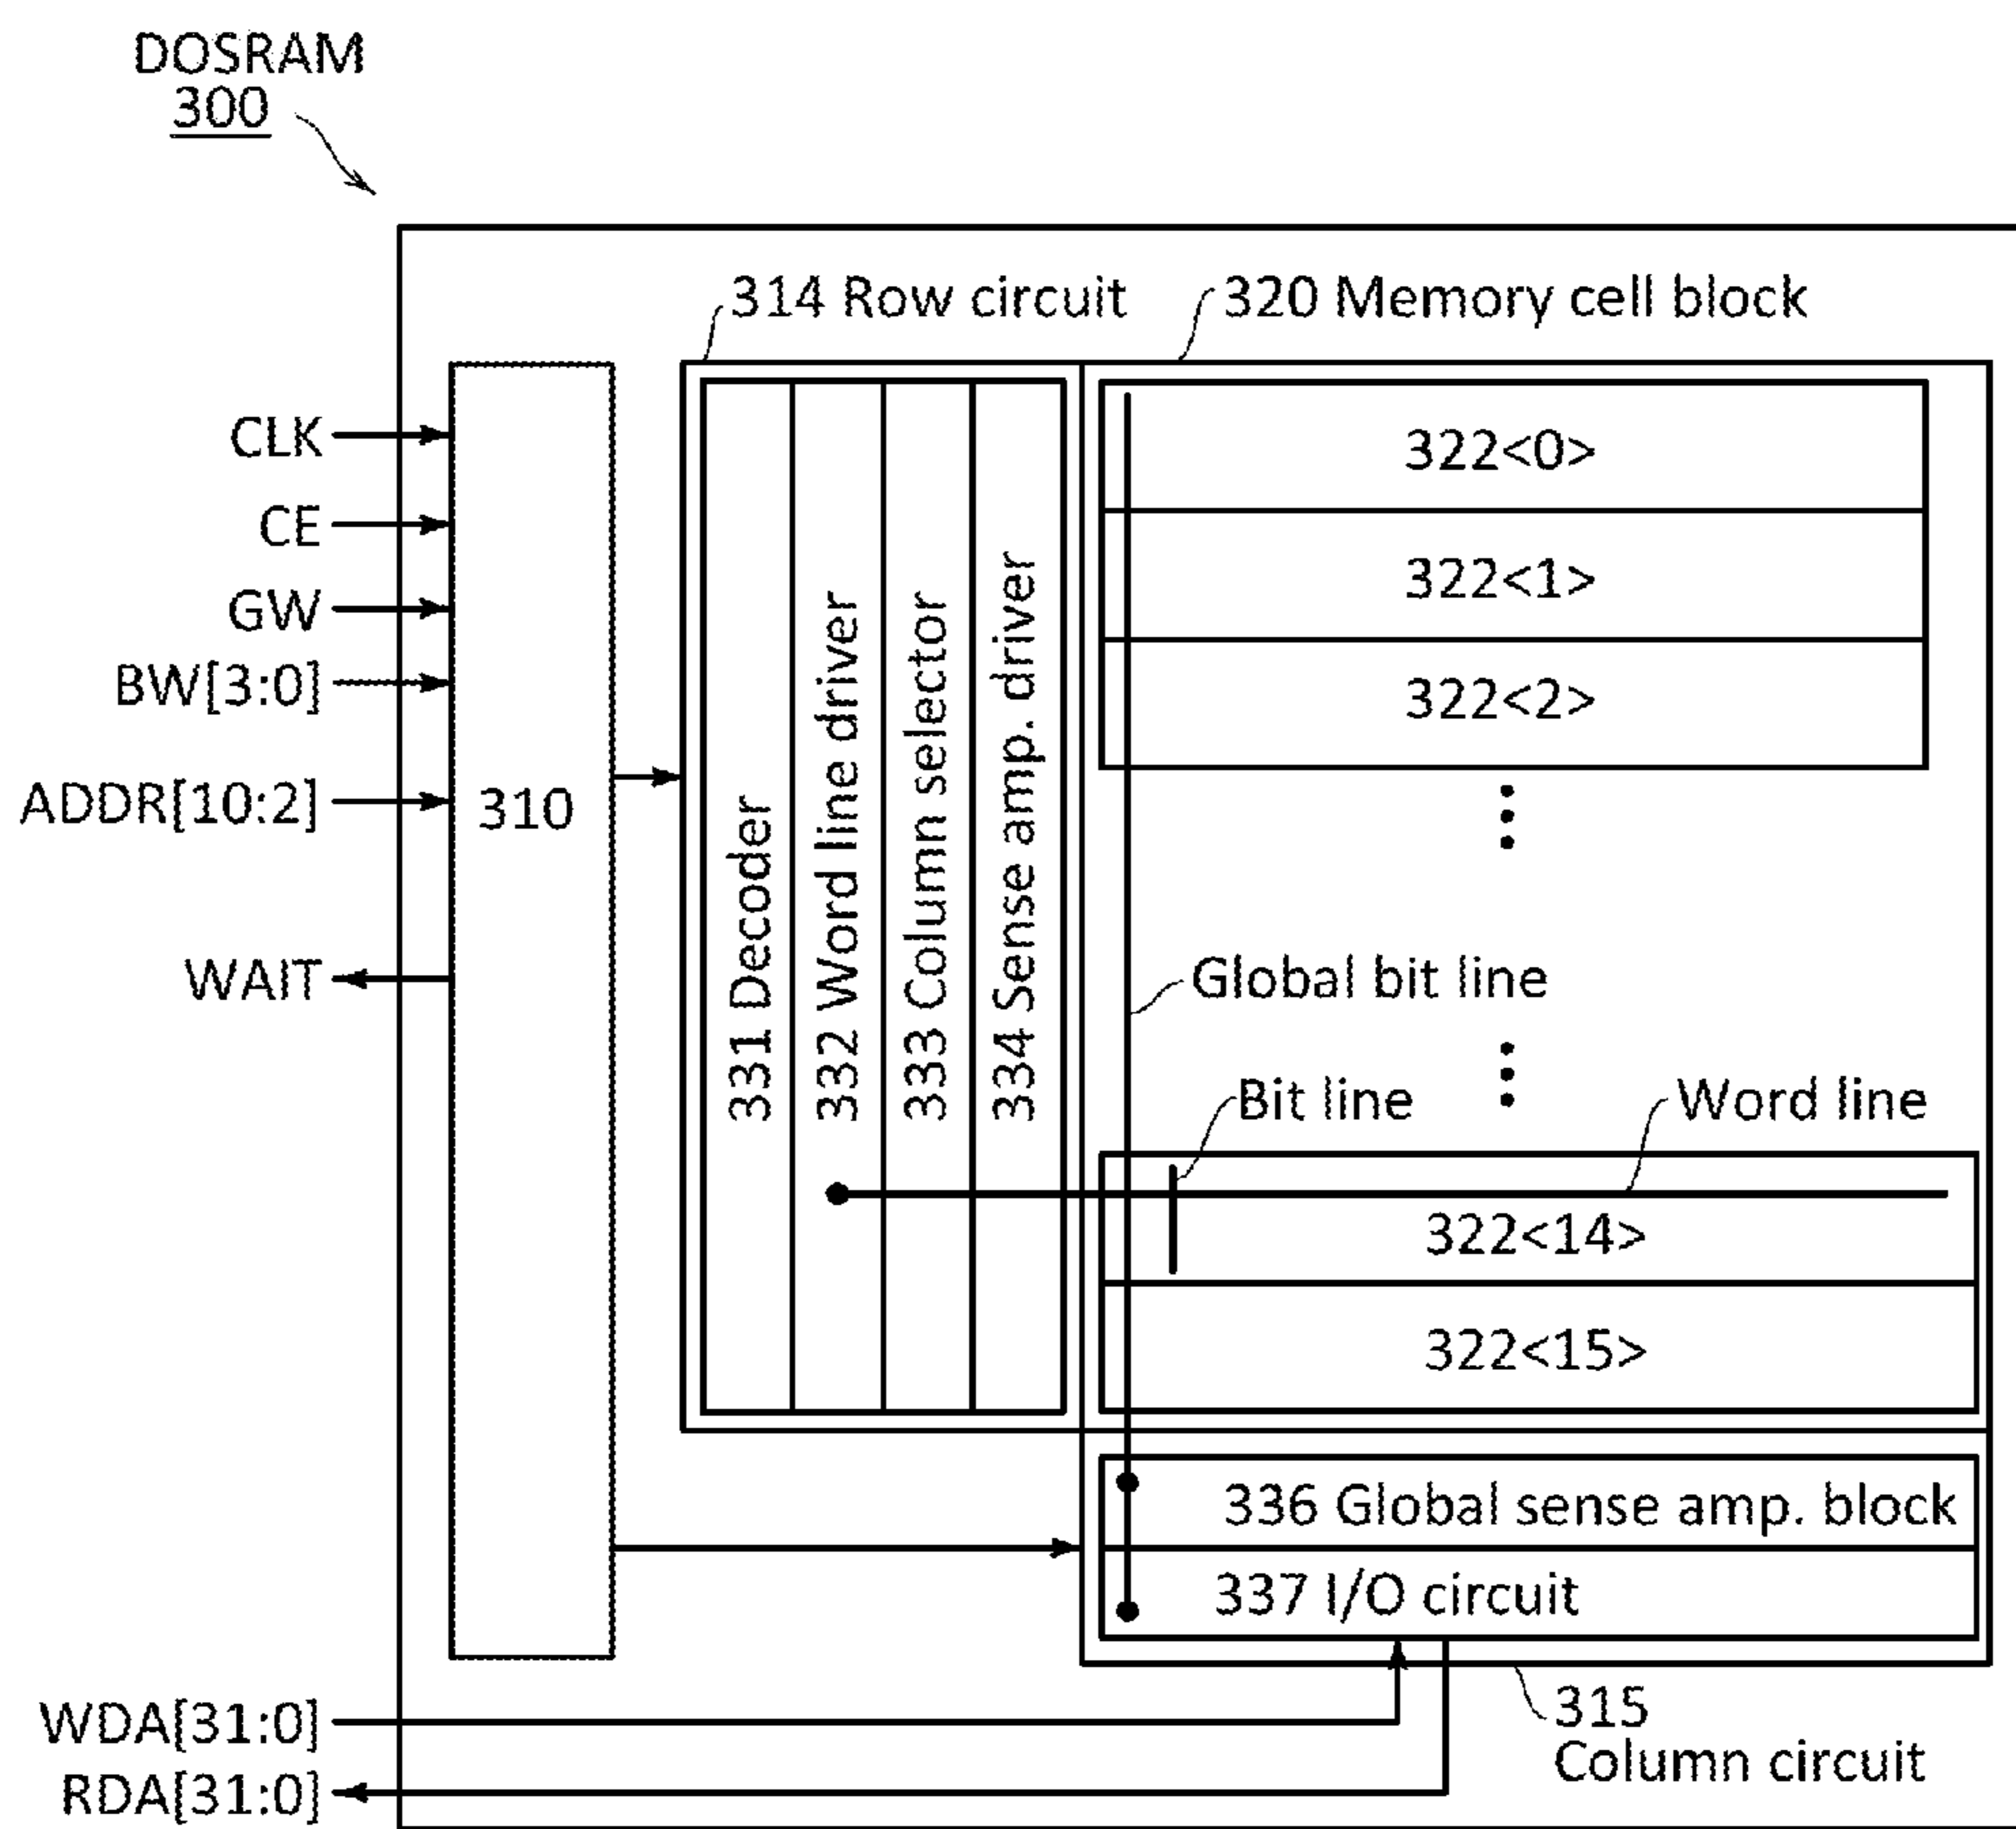 DOSRAM
300
314 Row circuit
320 Memory cell block
CLK
CE
GW
BW[3:0]
ADDR[10:2]
WAIT
310
331 Decoder
332 Word line driver
333 Column selector
334 Sense amp. driver
322<0>
322<1>
322<2>
Global bit line
Bit line
Word line
322<14>
322<15>
336 Global sense amp. block
337 I/O circuit
WDA[31:0]
RDA[31:0]
315
Column circuit